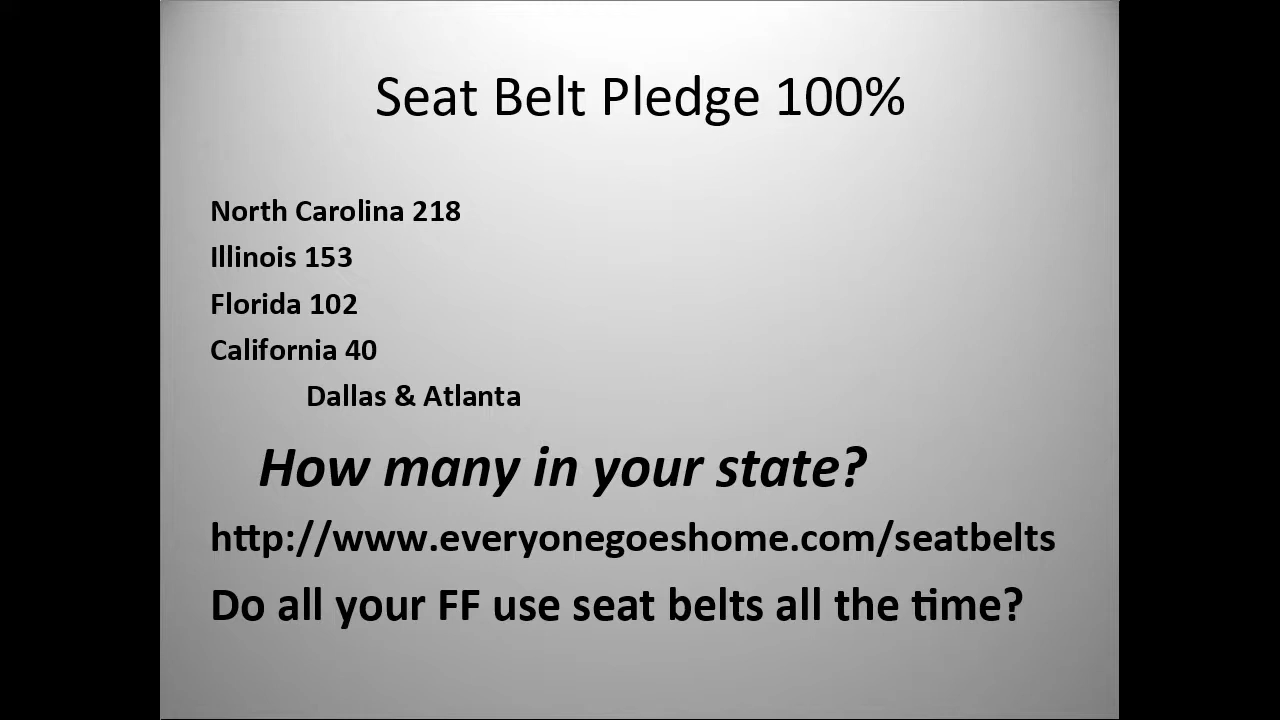 Seat Belt Pledge 100%
North Carolina 218
Illinois 153
Florida 102
California 40
Dallas & Atlanta
How many in your state?
http://www.everyonegoeshome.com/seatbelts
Do all your FF use seat belts all the time?